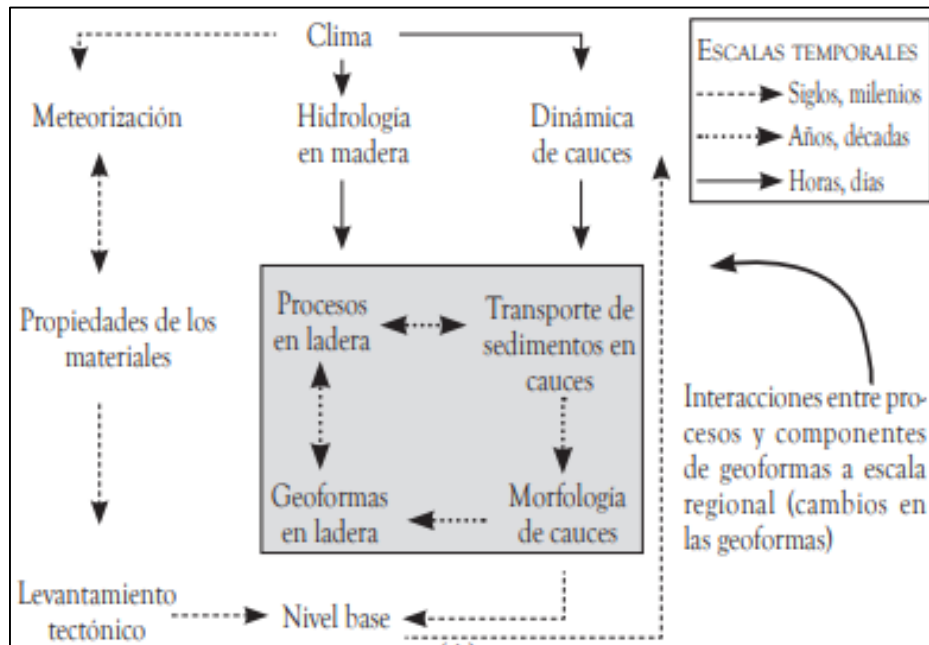 Clima
ESCALAS TEMPORALES
Siglos, milenios
Años, décadas
Horas, días
Meteorización
Hidrología
en madera
Dinámica
de cauces
Propiedades de los
materiales
Procesos
en ladera
Transporte de
sedimentos en
cauces
Geoformas
en ladera
Morfología
de cauces
Interacciones entre pro-
cesos y componentes
de geoformas a escala
regional (cambios en
las geoformas)
Levantamiento
tectónico
Nivel base